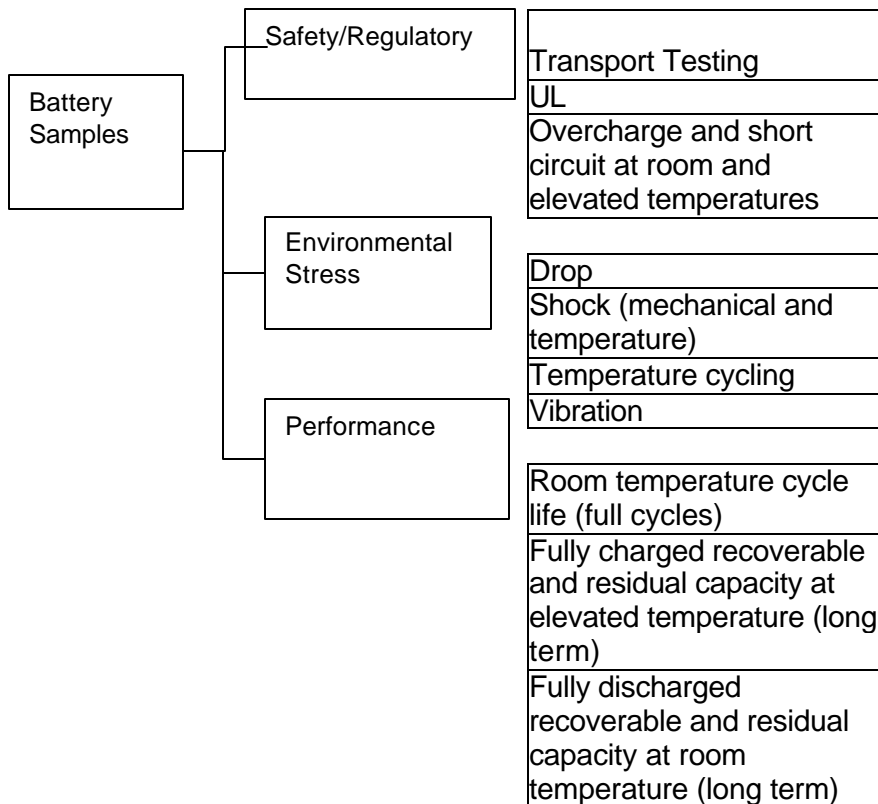 Battery
Samples
Safety/Regulatory
Transport Testing
UL
Overcharge and short
circuit at room and
elevated temperatures
Environmental
Stress
Drop
Shock (mechanical and
temperature)
Temperature cycling
Vibration
Performance
Room temperature cycle
life (full cycles)
Fully charged recoverable
and residual capacity at
elevated temperature (long
term)
Fully discharged
recoverable and residual
capacity at room
temperature (long term)